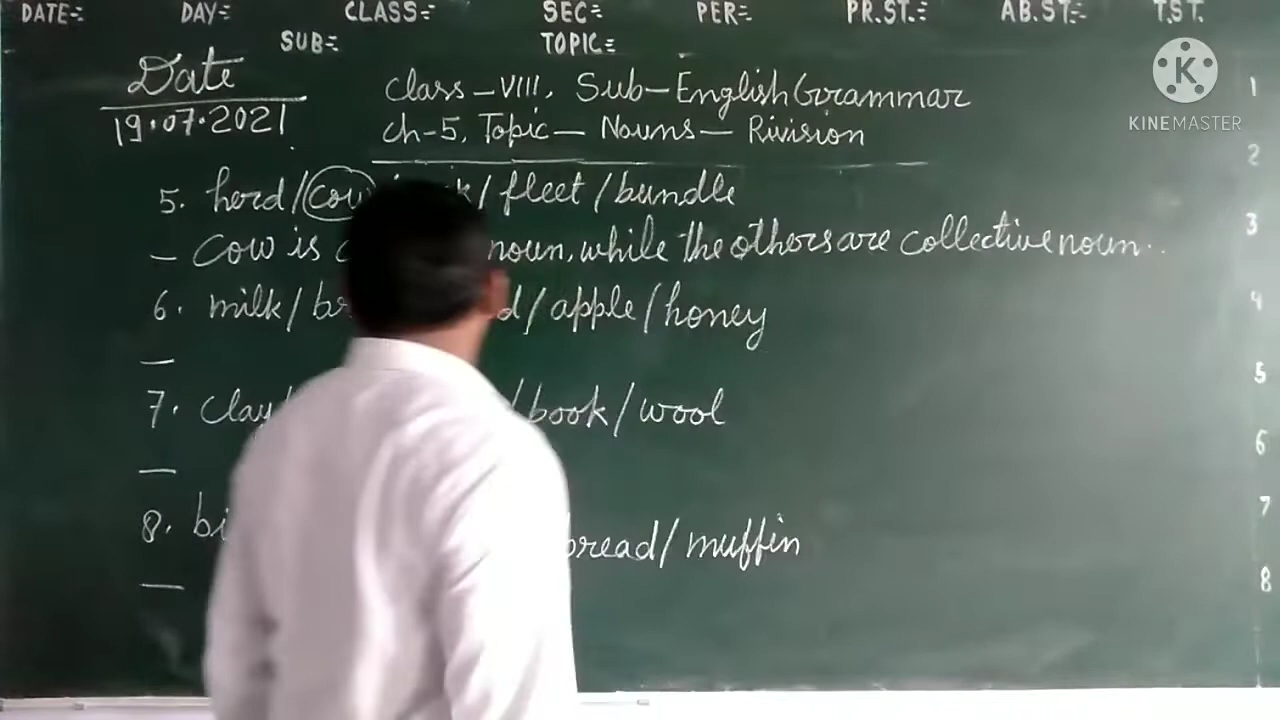 DATE= DAY= CLASS= SEC= PER= PR.ST.= AB.ST= T.ST.
SUB= TOPIC=
Date
19.07.2021
Class-VIII, Sub-English Grammar
Ch-5, Topic- Nouns- Rivision
KINEMASTER
5. herd/cow /fleet/bundle
- Cow is noun, while the others are collective noun..
6. milk/ /apple/honey
-
7. clay /book/wool
-
8. bread/muffin
-
1
2
3
4
5
6
7
8